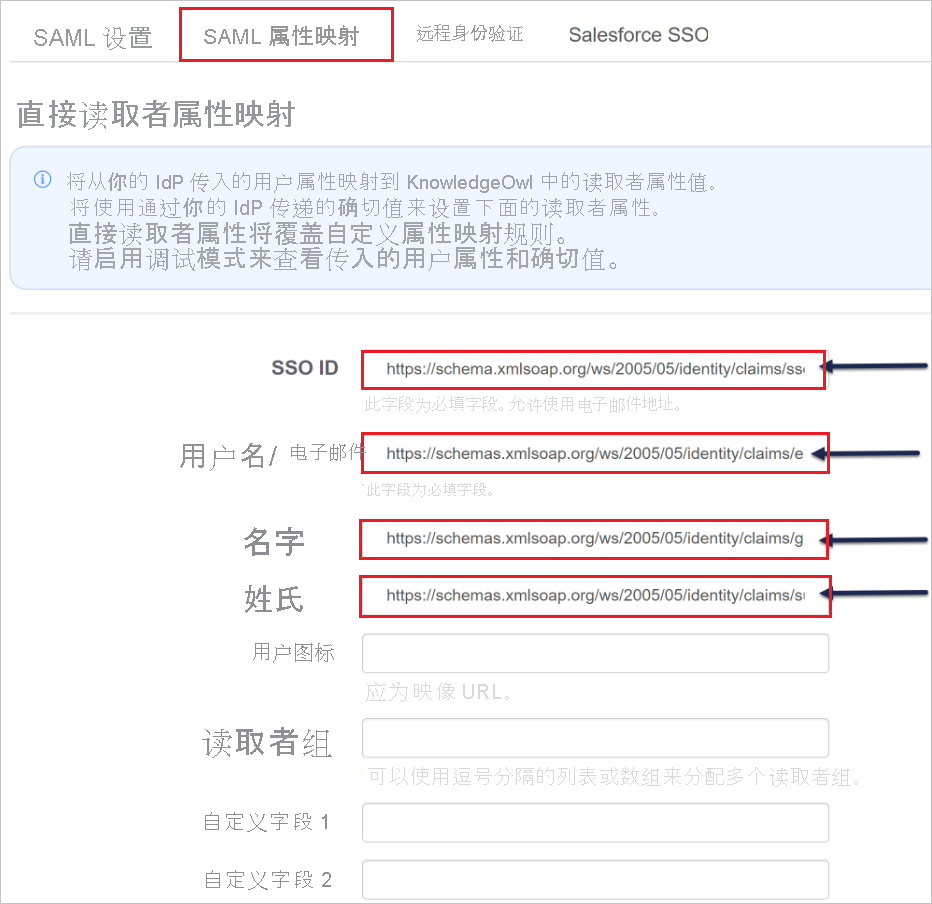 SAML 设置 SAML 属性映射 远程身份验证 Salesforce SSO
直接读取者属性映射
将从你的 IdP 传入的用户属性映射到 KnowledgeOwl 中的读取者属性值。
将使用通过你的 IdP 传递的确切值来设置下面的读取者属性。
直接读取者属性将覆盖自定义属性映射规则。
请启用调试模式来查看传入的用户属性和确切值。
SSO ID https://schema.xmlsoap.org/ws/2005/05/identity/claims/sso
此字段为必填字段。允许使用电子邮件地址。
用户名/ 电子邮件 https://schemas.xmlsoap.org/ws/2005/05/identity/claims/e
此字段为必填字段。
名字 https://schemas.xmlsoap.org/ws/2005/05/identity/claims/g
姓氏 https://schemas.xmlsoap.org/ws/2005/05/identity/claims/su
用户图标
应为映像 URL。
读取者组
可以使用逗号分隔的列表或数组来分配多个读取者组。
自定义字段 1
自定义字段 2